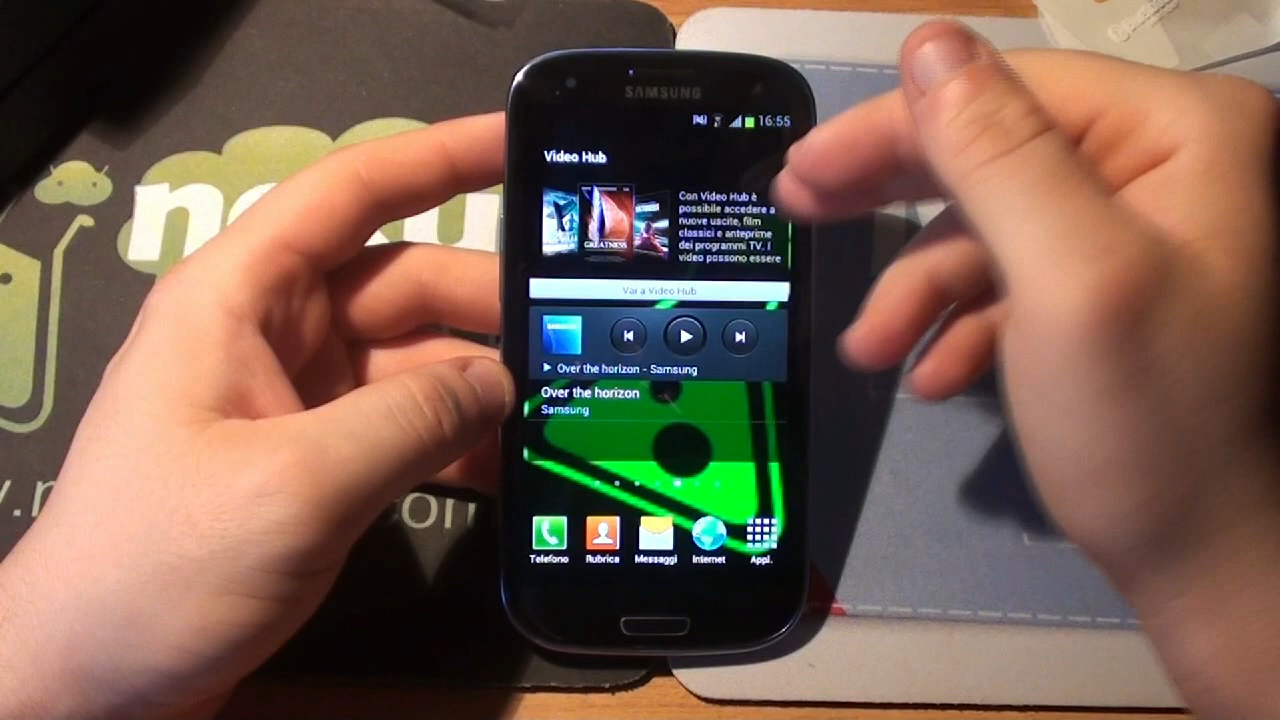 SAMSUNG
16:55
Video Hub
Con Video Hub è
possibile accedere a
nuove uscite, film
classici e anteprime
dei programmi TV. I
video possono essere
GREATNESS
Vai a Video Hub
Over the horizon - Samsung
Over the horizon
Samsung
Telefono
Rubrica
Messaggi
Internet
Appl.